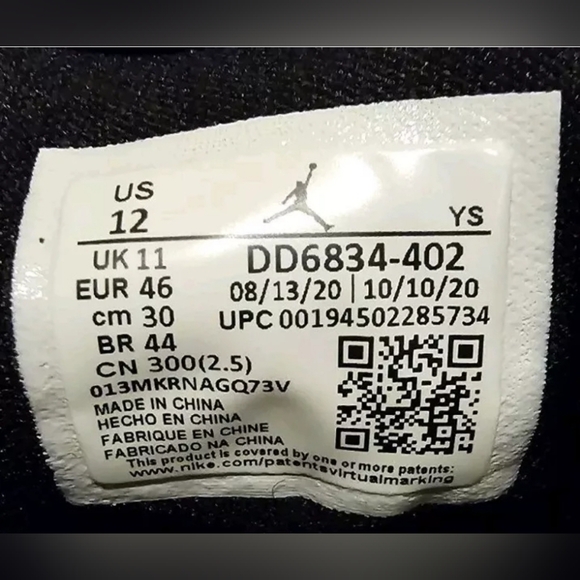 US
12
YS
UK 11
DD6834-402
EUR 46
08/13/20 | 10/10/20
cm 30
UPC 00194502285734
BR 44
CN 300(2.5)
013MKRNAGQ73V
MADE IN CHINA
HECHO EN CHINA
FABRIQUE EN CHINE
FABRICADO NA CHINA
This product is covered by one or more patents:
www.nike.com/patentsvirtualmarking